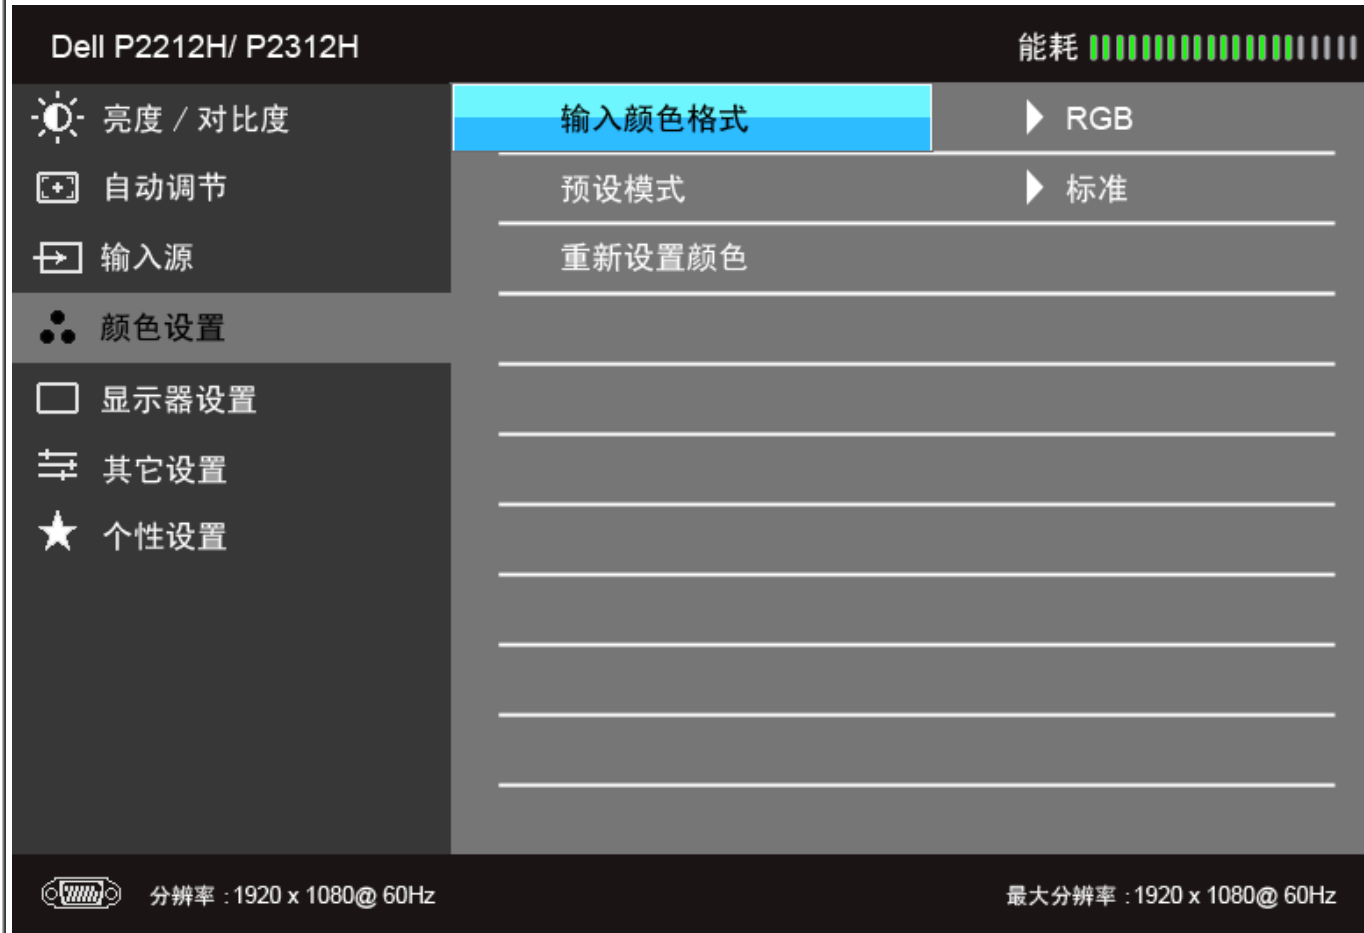 Dell P2212H/ P2312H
能耗
亮度 / 对比度
自动调节
输入源
颜色设置
显示器设置
其它设置
个性设置
输入颜色格式 RGB
预设模式 标准
重新设置颜色
分辨率 : 1920 x 1080@ 60Hz
最大分辨率 : 1920 x 1080@ 60Hz